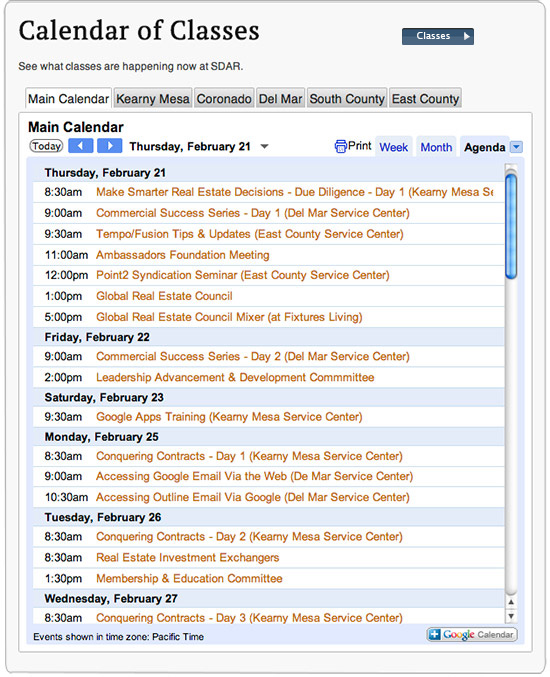 Calendar of Classes
Classes
See what classes are happening now at SDAR.
Main Calendar Kearny Mesa Coronado Del Mar South County East County
Main Calendar
Today Thursday, February 21 Print Week Month Agenda
Thursday, February 21
8:30am Make Smarter Real Estate Decisions - Due Diligence - Day 1 (Kearny Mesa Se
9:00am Commercial Success Series - Day 1 (Del Mar Service Center)
9:30am Tempo/Fusion Tips & Updates (East County Service Center)
11:00am Ambassadors Foundation Meeting
12:00pm Point2 Syndication Seminar (East County Service Center)
1:00pm Global Real Estate Council
5:00pm Global Real Estate Council Mixer (at Fixtures Living)
Friday, February 22
9:00am Commercial Success Series - Day 2 (Del Mar Service Center)
2:00pm Leadership Advancement & Development Commmittee
Saturday, February 23
9:30am Google Apps Training (Kearny Mesa Service Center)
Monday, February 25
8:30am Conquering Contracts - Day 1 (Kearny Mesa Service Center)
9:00am Accessing Google Email Via the Web (De Mar Service Center)
10:30am Accessing Outline Email Via Google (Del Mar Service Center)
Tuesday, February 26
8:30am Conquering Contracts - Day 2 (Kearny Mesa Service Center)
8:30am Real Estate Investment Exchangers
1:30pm Membership & Education Committee
Wednesday, February 27
8:30am Conquering Contracts - Day 3 (Kearny Mesa Service Center)
Events shown in time zone: Pacific Time
Google Calendar